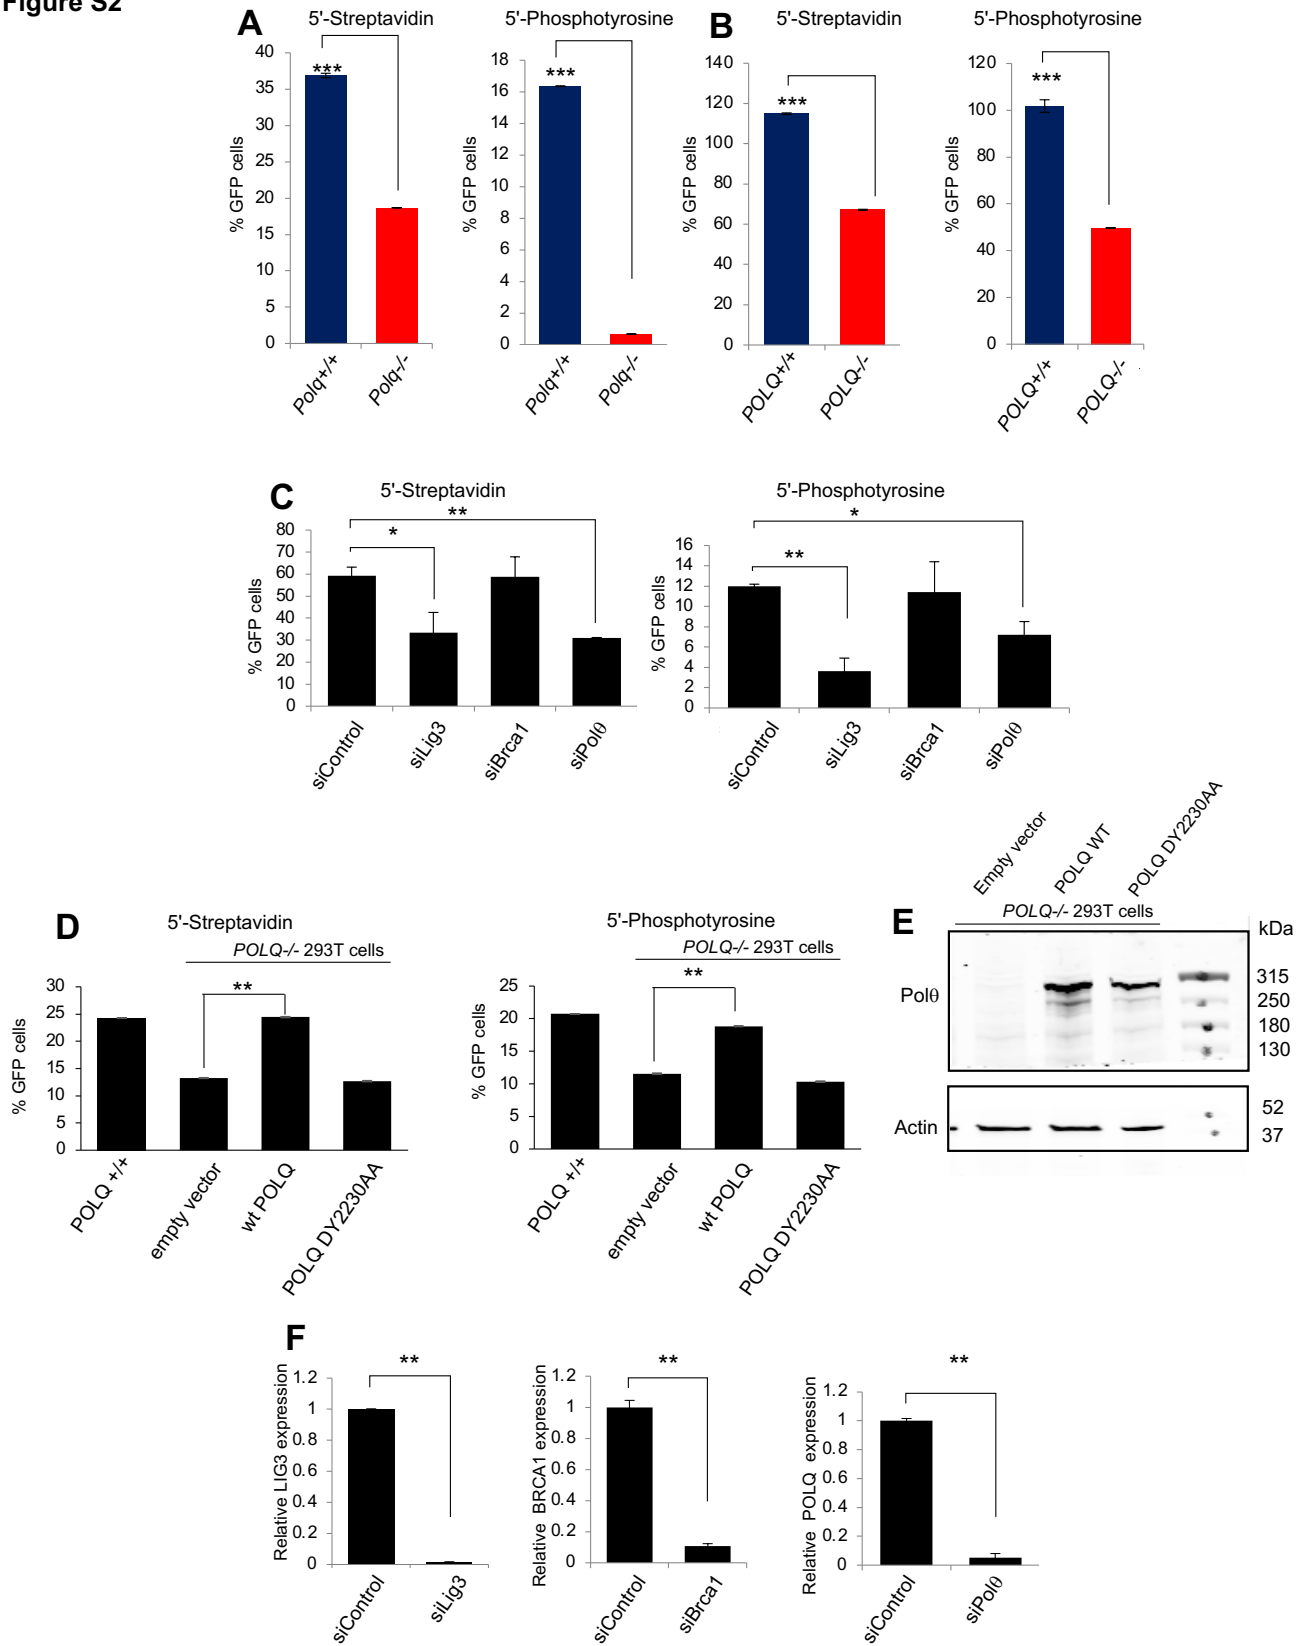 Figure S2
A
5'-Streptavidin
5'-Phosphotyrosine
B
5'-Streptavidin
5'-Phosphotyrosine
% GFP cells
40
35
30
25
20
15
10
5
0
***
Polq+/+
Polq-/-
% GFP cells
18
16
14
12
10
8
6
4
2
0
***
Polq+/+
Polq-/-
% GFP cells
140
120
100
80
60
40
20
0
***
POLQ+/+
POLQ-/-
% GFP cells
120
100
80
60
40
20
0
***
POLQ+/+
POLQ-/-
C
5'-Streptavidin
% GFP cells
80
70
60
50
40
30
20
10
0
**
*
siControl
siLig3
siBrca1
siPolθ
5'-Phosphotyrosine
% GFP cells
16
14
12
10
8
6
4
2
0
*
**
siControl
siLig3
siBrca1
siPolθ
D
5'-Streptavidin
POLQ-/- 293T cells
**
% GFP cells
30
25
20
15
10
5
0
POLQ +/+
empty vector
wt POLQ
POLQ DY2230AA
5'-Phosphotyrosine
POLQ-/- 293T cells
**
% GFP cells
25
20
15
10
5
0
POLQ +/+
empty vector
wt POLQ
POLQ DY2230AA
E
Empty vector
POLQ WT
POLQ DY2230AA
POLQ-/- 293T cells
kDa
Polθ
315
250
180
130
Actin
52
37
F
Relative LIG3 expression
1.2
1
0.8
0.6
0.4
0.2
0
**
siControl
siLig3
Relative BRCA1 expression
1.2
1
0.8
0.6
0.4
0.2
0
**
siControl
siBrca1
Relative POLQ expression
1.2
1
0.8
0.6
0.4
0.2
0
**
siControl
siPolθ